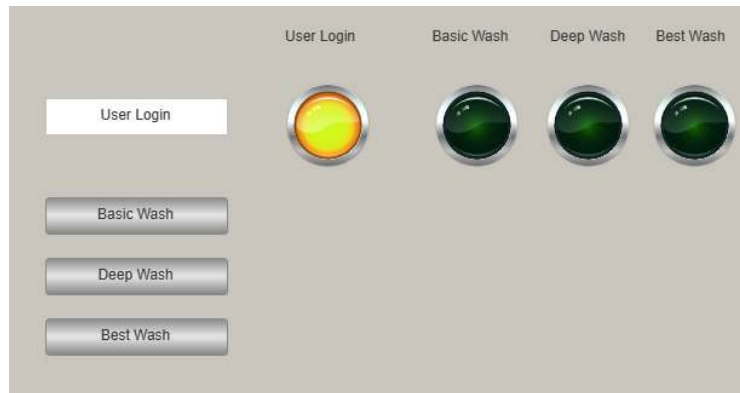 User Login Basic Wash Deep Wash Best Wash
User Login
Basic Wash
Deep Wash
Best Wash